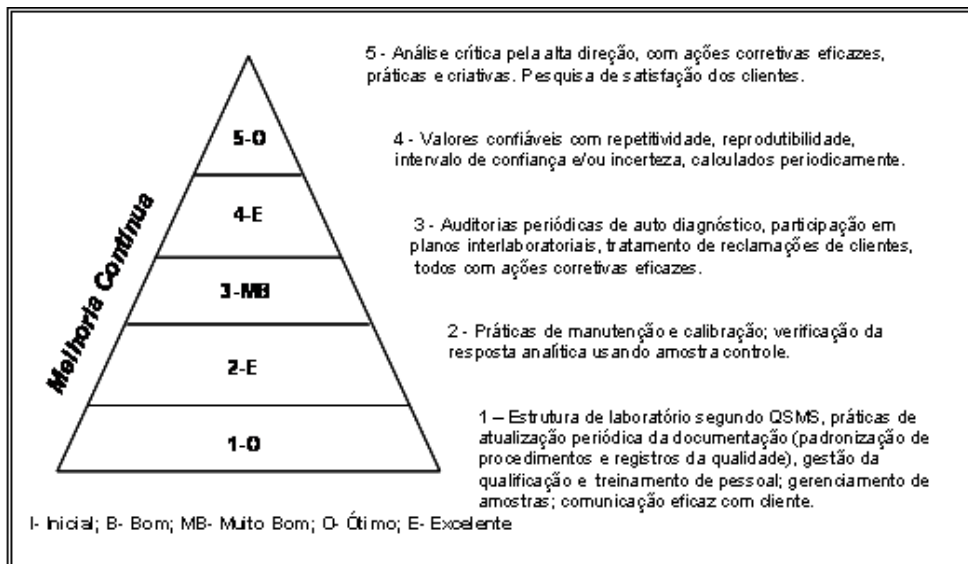 5 - Análise crítica pela alta direção, com ações corretivas eficazes,
práticas e criativas. Pesquisa de satisfação dos clientes.
5-O
4 - Valores confiáveis com repetitividade, reprodutibilidade,
intervalo de confiança e/ou incerteza, calculados periodicamente.
4-E
3 - Auditorias periódicas de auto diagnóstico, participação em
planos interlaboratoriais, tratamento de reclamações de clientes,
todos com ações corretivas eficazes.
3-MB
Melhoria Contínua
2 - Práticas de manutenção e calibração; verificação da
resposta analítica usando amostra controle.
2-E
1 – Estrutura de laboratório segundo QSMS, práticas de
atualização periódica da documentação (padronização de
procedimentos e registros da qualidade), gestão da
qualificação e treinamento de pessoal; gerenciamento de
amostras; comunicação eficaz com cliente.
1-O
I- Inicial; B- Bom; MB- Muito Bom; O- Ótimo; E- Excelente